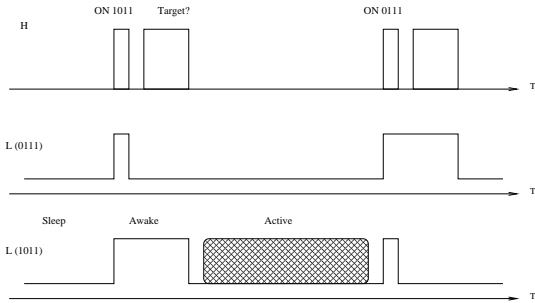 ON 1011 Target? ON 0111
H
T
L (0111)
T
Sleep Awake Active
L (1011)
T